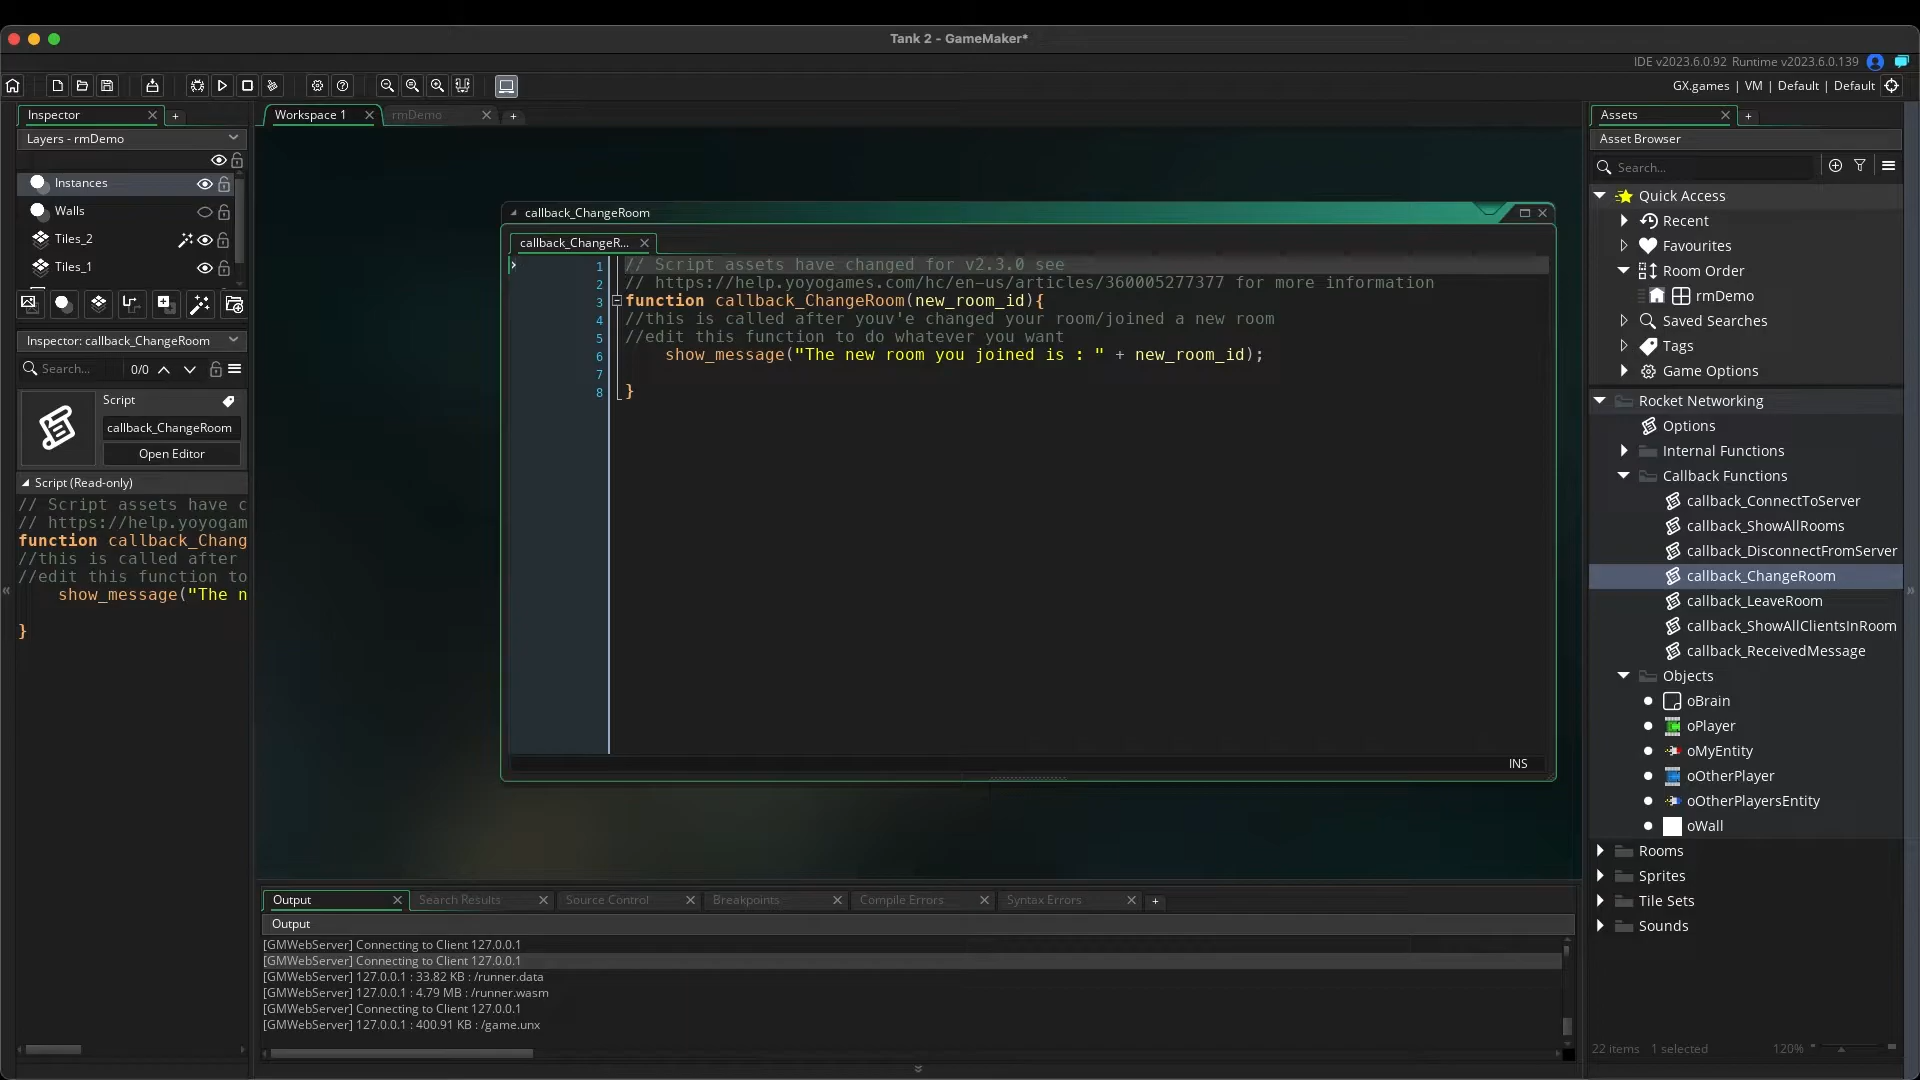 Tank 2 - GameMaker*
IDE v2023.6.0.92 Runtime v2023.6.0.139
GX.games | VM | Default | Default
Inspector
Layers - rmDemo
Instances
Walls
Tiles_2
Tiles_1
Inspector: callback_ChangeRoom
Search...
0/0
Script
callback_ChangeRoom
Open Editor
Script (Read-only)
// Script assets have c
// https://help.yoyogam
function callback_Chang
//this is called after
//edit this function to
show_message("The n
}
Workspace 1
rmDemo
callback_ChangeRoom
callback_ChangeR...
1 // Script assets have changed for v2.3.0 see
2 // https://help.yoyogames.com/hc/en-us/articles/360005277377 for more information
3 function callback_ChangeRoom(new_room_id){
4 //this is called after youv'e changed your room/joined a new room
5 //edit this function to do whatever you want
6 show_message("The new room you joined is : " + new_room_id);
7
8 }
INS
Output
Search Results
Source Control
Breakpoints
Compile Errors
Syntax Errors
Output
[GMWebServer] Connecting to Client 127.0.0.1
[GMWebServer] Connecting to Client 127.0.0.1
[GMWebServer] 127.0.0.1 : 33.82 KB : /runner.data
[GMWebServer] 127.0.0.1 : 4.79 MB : /runner.wasm
[GMWebServer] Connecting to Client 127.0.0.1
[GMWebServer] 127.0.0.1 : 400.91 KB : /game.unx
Assets
Asset Browser
Search...
Quick Access
Recent
Favourites
Room Order
rmDemo
Saved Searches
Tags
Game Options
Rocket Networking
Options
Internal Functions
Callback Functions
callback_ConnectToServer
callback_ShowAllRooms
callback_DisconnectFromServer
callback_ChangeRoom
callback_LeaveRoom
callback_ShowAllClientsInRoom
callback_ReceivedMessage
Objects
oBrain
oPlayer
oMyEntity
oOtherPlayer
oOtherPlayersEntity
oWall
Rooms
Sprites
Tile Sets
Sounds
22 items 1 selected 120%